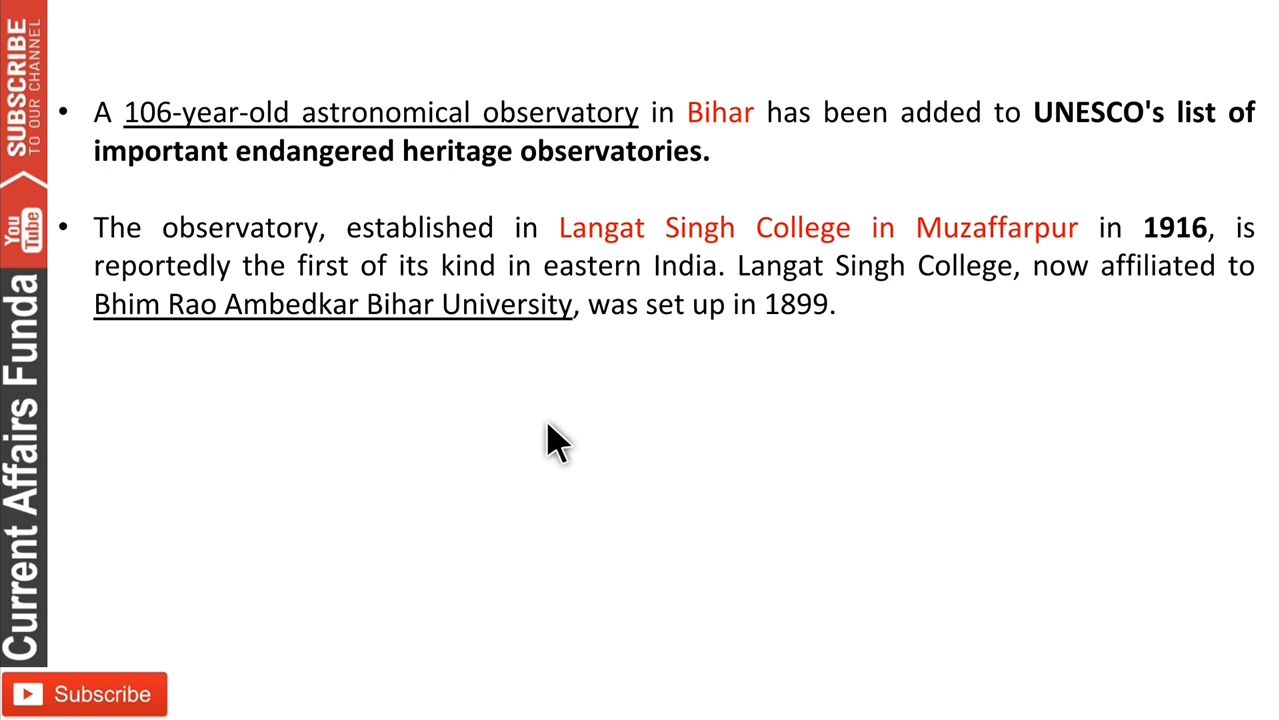 • A 106-year-old astronomical observatory in Bihar has been added to UNESCO's list of
important endangered heritage observatories.
• The observatory, established in Langat Singh College in Muzaffarpur in 1916, is
reportedly the first of its kind in eastern India. Langat Singh College, now affiliated to
Bhim Rao Ambedkar Bihar University, was set up in 1899.
SUBSCRIBE
TO OUR CHANNEL
You
Tube
Current Affairs Funda
Subscribe